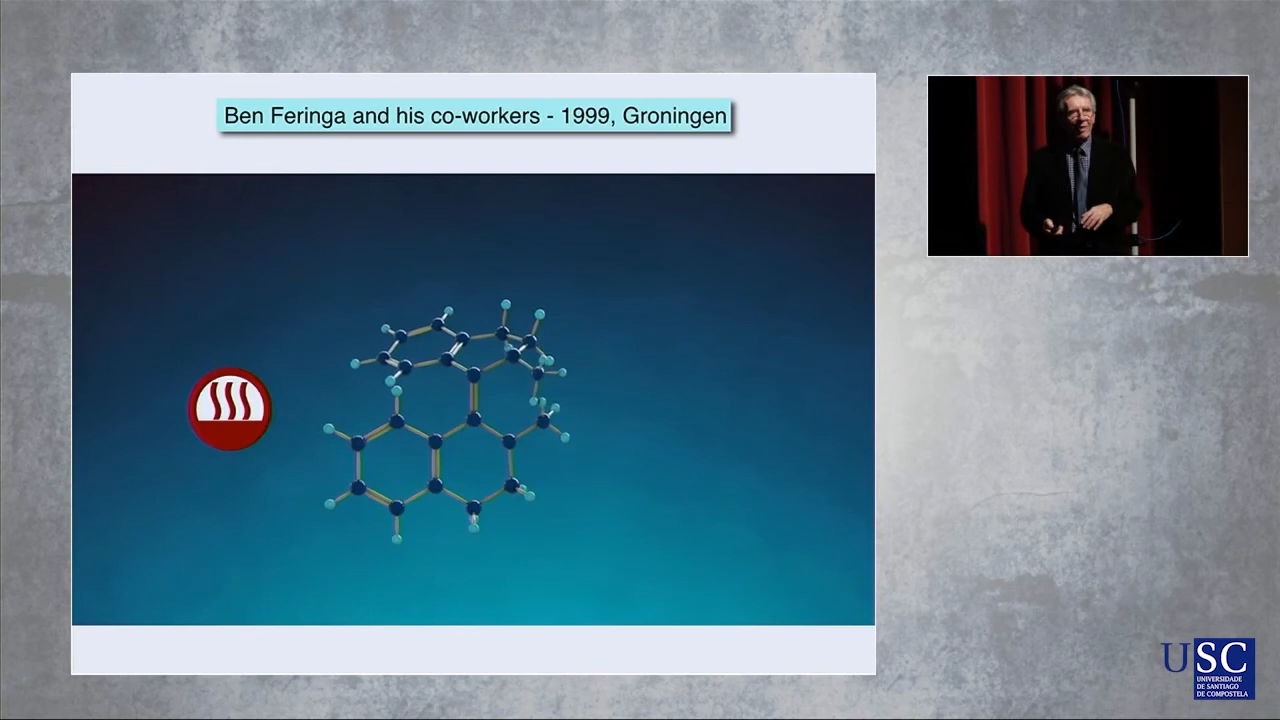 Ben Feringa and his co-workers - 1999, Groningen
USC
UNIVERSIDADE
DE SANTIAGO
DE COMPOSTELA